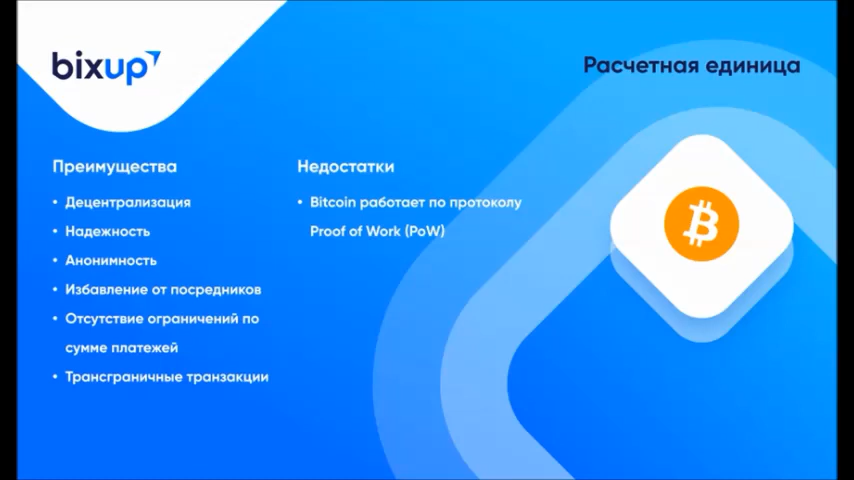 bixup
Расчетная единица
Преимущества
• Децентрализация
• Надежность
• Анонимность
• Избавление от посредников
• Отсутствие ограничений по
сумме платежей
• Трансграничные транзакции
Недостатки
• Bitcoin работает по протоколу
Proof of Work (PoW)